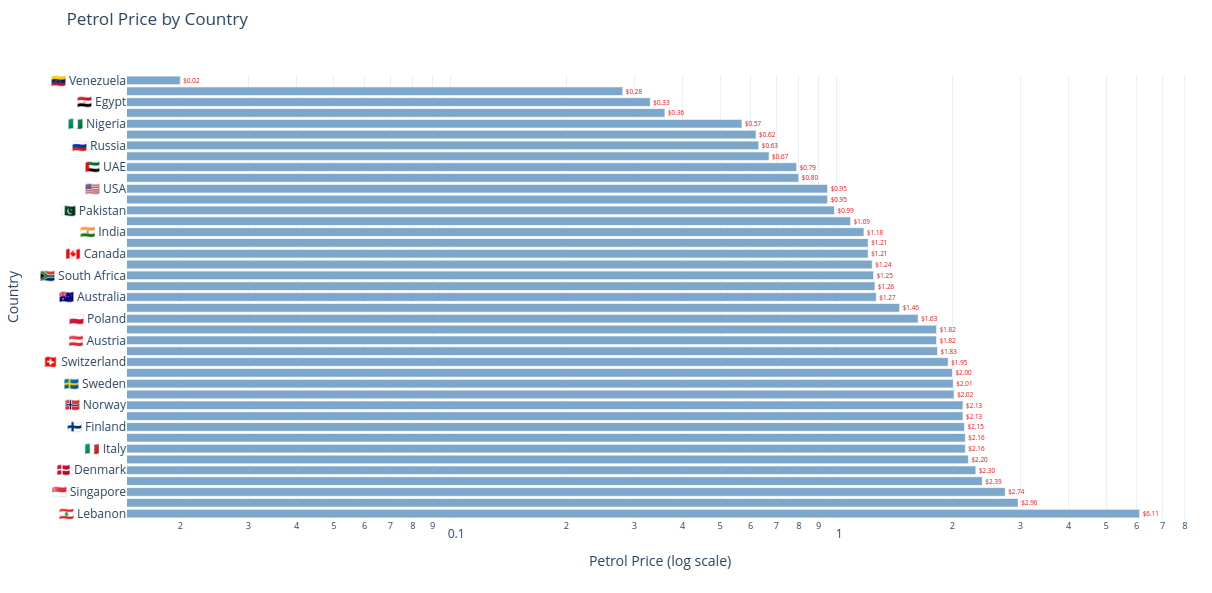 Petrol Price by Country
Country
Venezuela $0.02
$0.28
Egypt $0.33
$0.36
Nigeria $0.57
$0.62
Russia $0.63
$0.67
UAE $0.79
$0.80
USA $0.95
$0.95
Pakistan $0.99
$1.09
India $1.18
$1.21
Canada $1.21
$1.24
South Africa $1.25
$1.26
Australia $1.27
$1.46
Poland $1.63
$1.82
Austria $1.82
$1.83
Switzerland $1.95
$2.00
Sweden $2.01
$2.02
Norway $2.13
$2.13
Finland $2.15
$2.16
Italy $2.16
$2.20
Denmark $2.30
$2.39
Singapore $2.74
$2.96
Lebanon $6.11
2 3 4 5 6 7 8 9 0.1 2 3 4 5 6 7 8 9 1 2 3 4 5 6 7 8
Petrol Price (log scale)